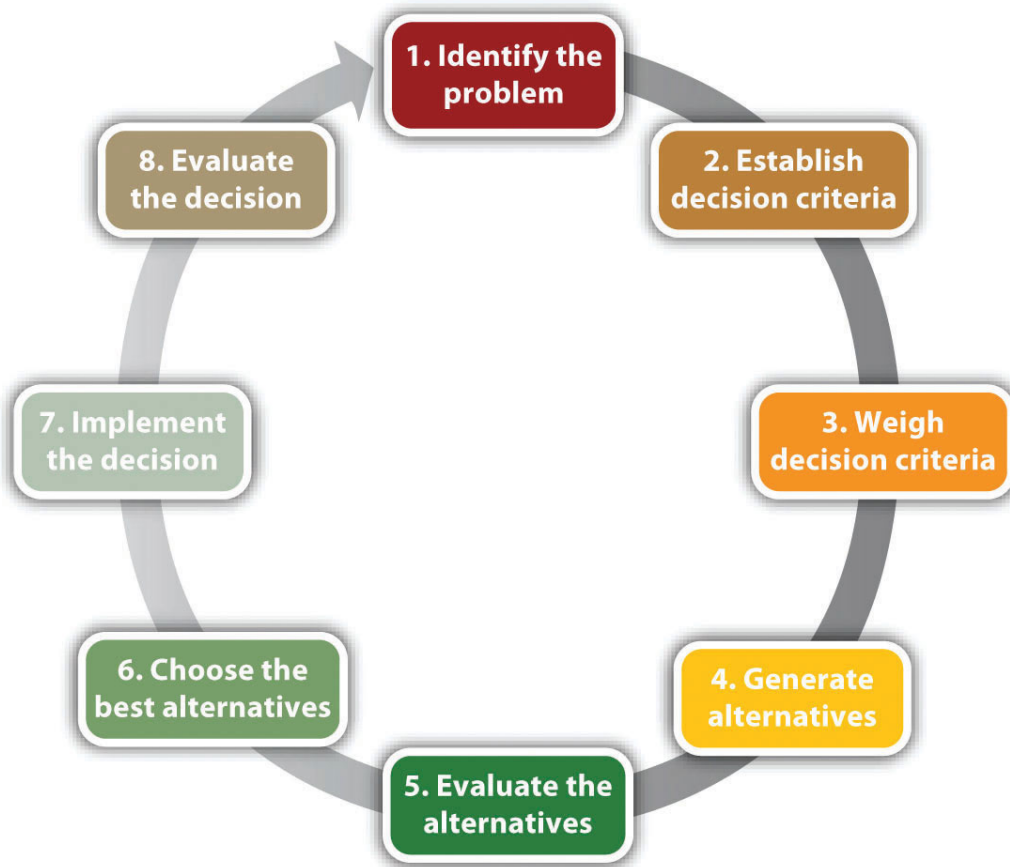 1. Identify the
problem
2. Establish
decision criteria
3. Weigh
decision criteria
4. Generate
alternatives
5. Evaluate the
alternatives
6. Choose the
best alternatives
7. Implement
the decision
8. Evaluate
the decision